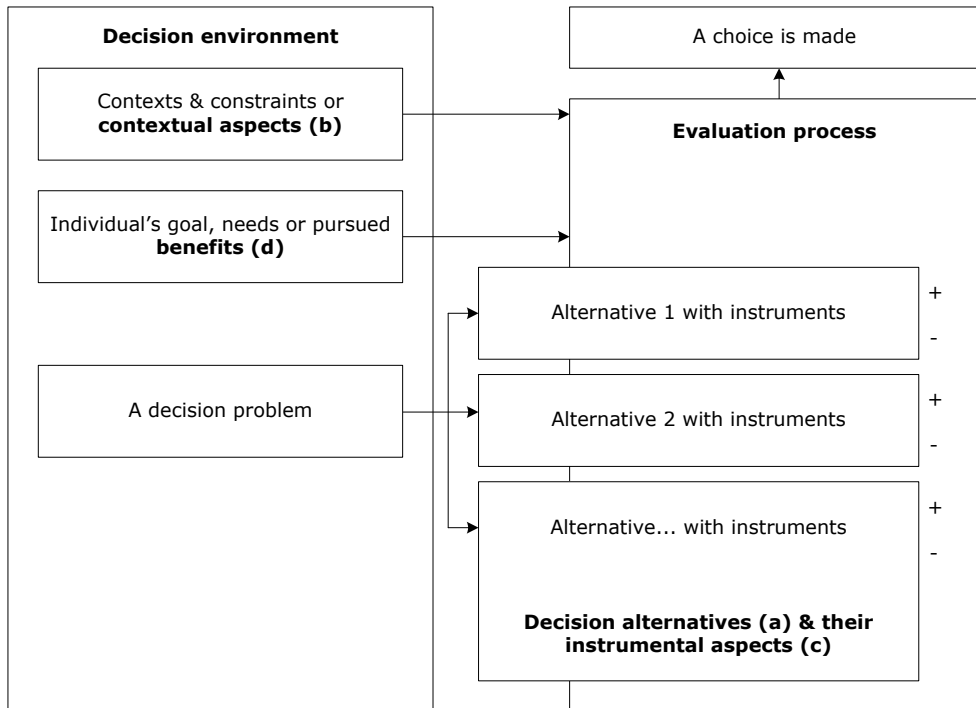 Decision environment
Contexts & constraints or
contextual aspects (b)
Individual's goal, needs or pursued
benefits (d)
A decision problem
A choice is made
Evaluation process
Alternative 1 with instruments
+
-
Alternative 2 with instruments
+
-
Alternative... with instruments
+
-
Decision alternatives (a) & their
instrumental aspects (c)